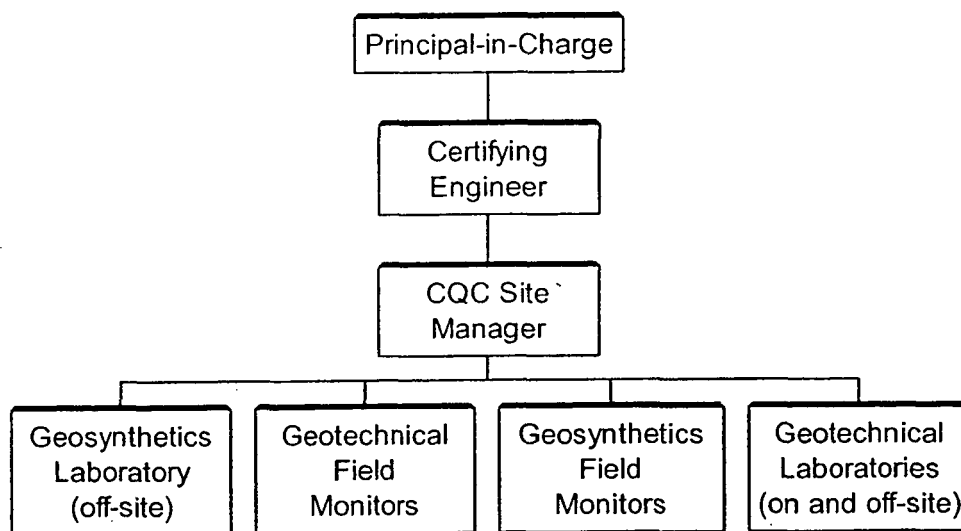 Principal-in-Charge
Certifying
Engineer
CQC Site
Manager
Geosynthetics
Laboratory
(off-site)
Geotechnical
Field
Monitors
Geosynthetics
Field
Monitors
Geotechnical
Laboratories
(on and off-site)